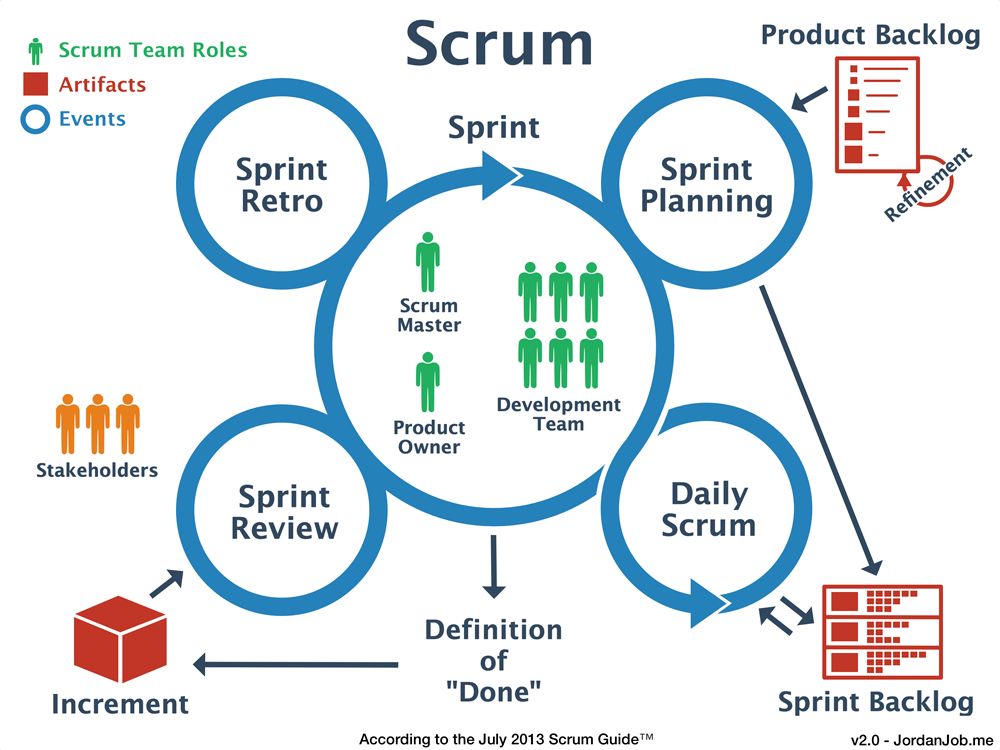 Scrum
Scrum Team Roles
Artifacts
Events
Product Backlog
Refinement
Sprint
Sprint
Retro
Sprint
Planning
Scrum
Master
Product
Owner
Development
Team
Stakeholders
Sprint
Review
Daily
Scrum
Increment
Definition
of
"Done"
Sprint Backlog
According to the July 2013 Scrum Guide™
v2.0 - JordanJob.me